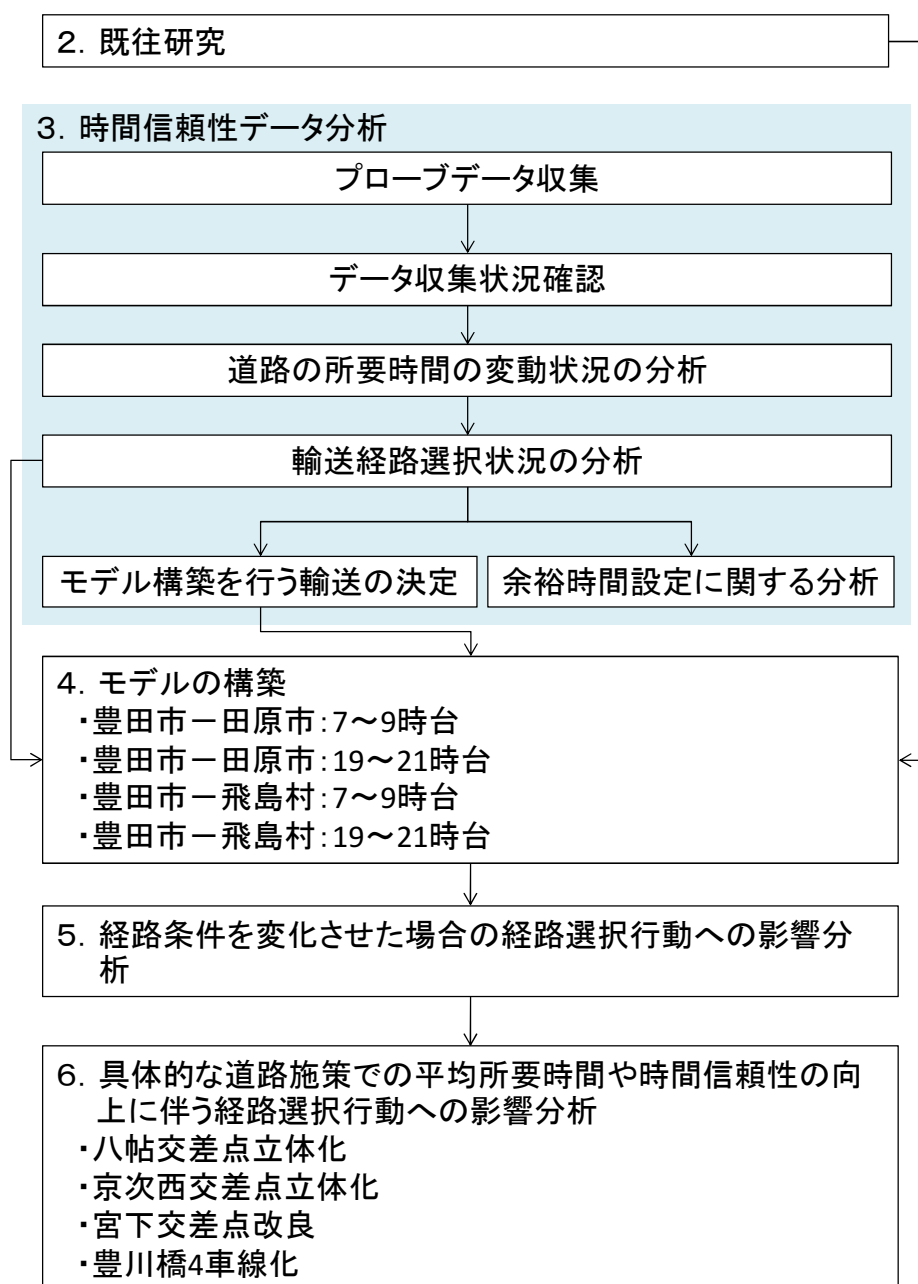 ２．既往研究
３．時間信頼性データ分析
プローブデータ収集
データ収集状況確認
道路の所要時間の変動状況の分析
輸送経路選択状況の分析
モデル構築を行う輸送の決定
余裕時間設定に関する分析
４．モデルの構築
・豊田市－田原市：7～9時台
・豊田市－田原市：19～21時台
・豊田市－飛島村：7～9時台
・豊田市－飛島村：19～21時台
５．経路条件を変化させた場合の経路選択行動への影響分
析
６．具体的な道路施策での平均所要時間や時間信頼性の向
上に伴う経路選択行動への影響分析
・八帖交差点立体化
・京次西交差点立体化
・宮下交差点改良
・豊川橋4車線化